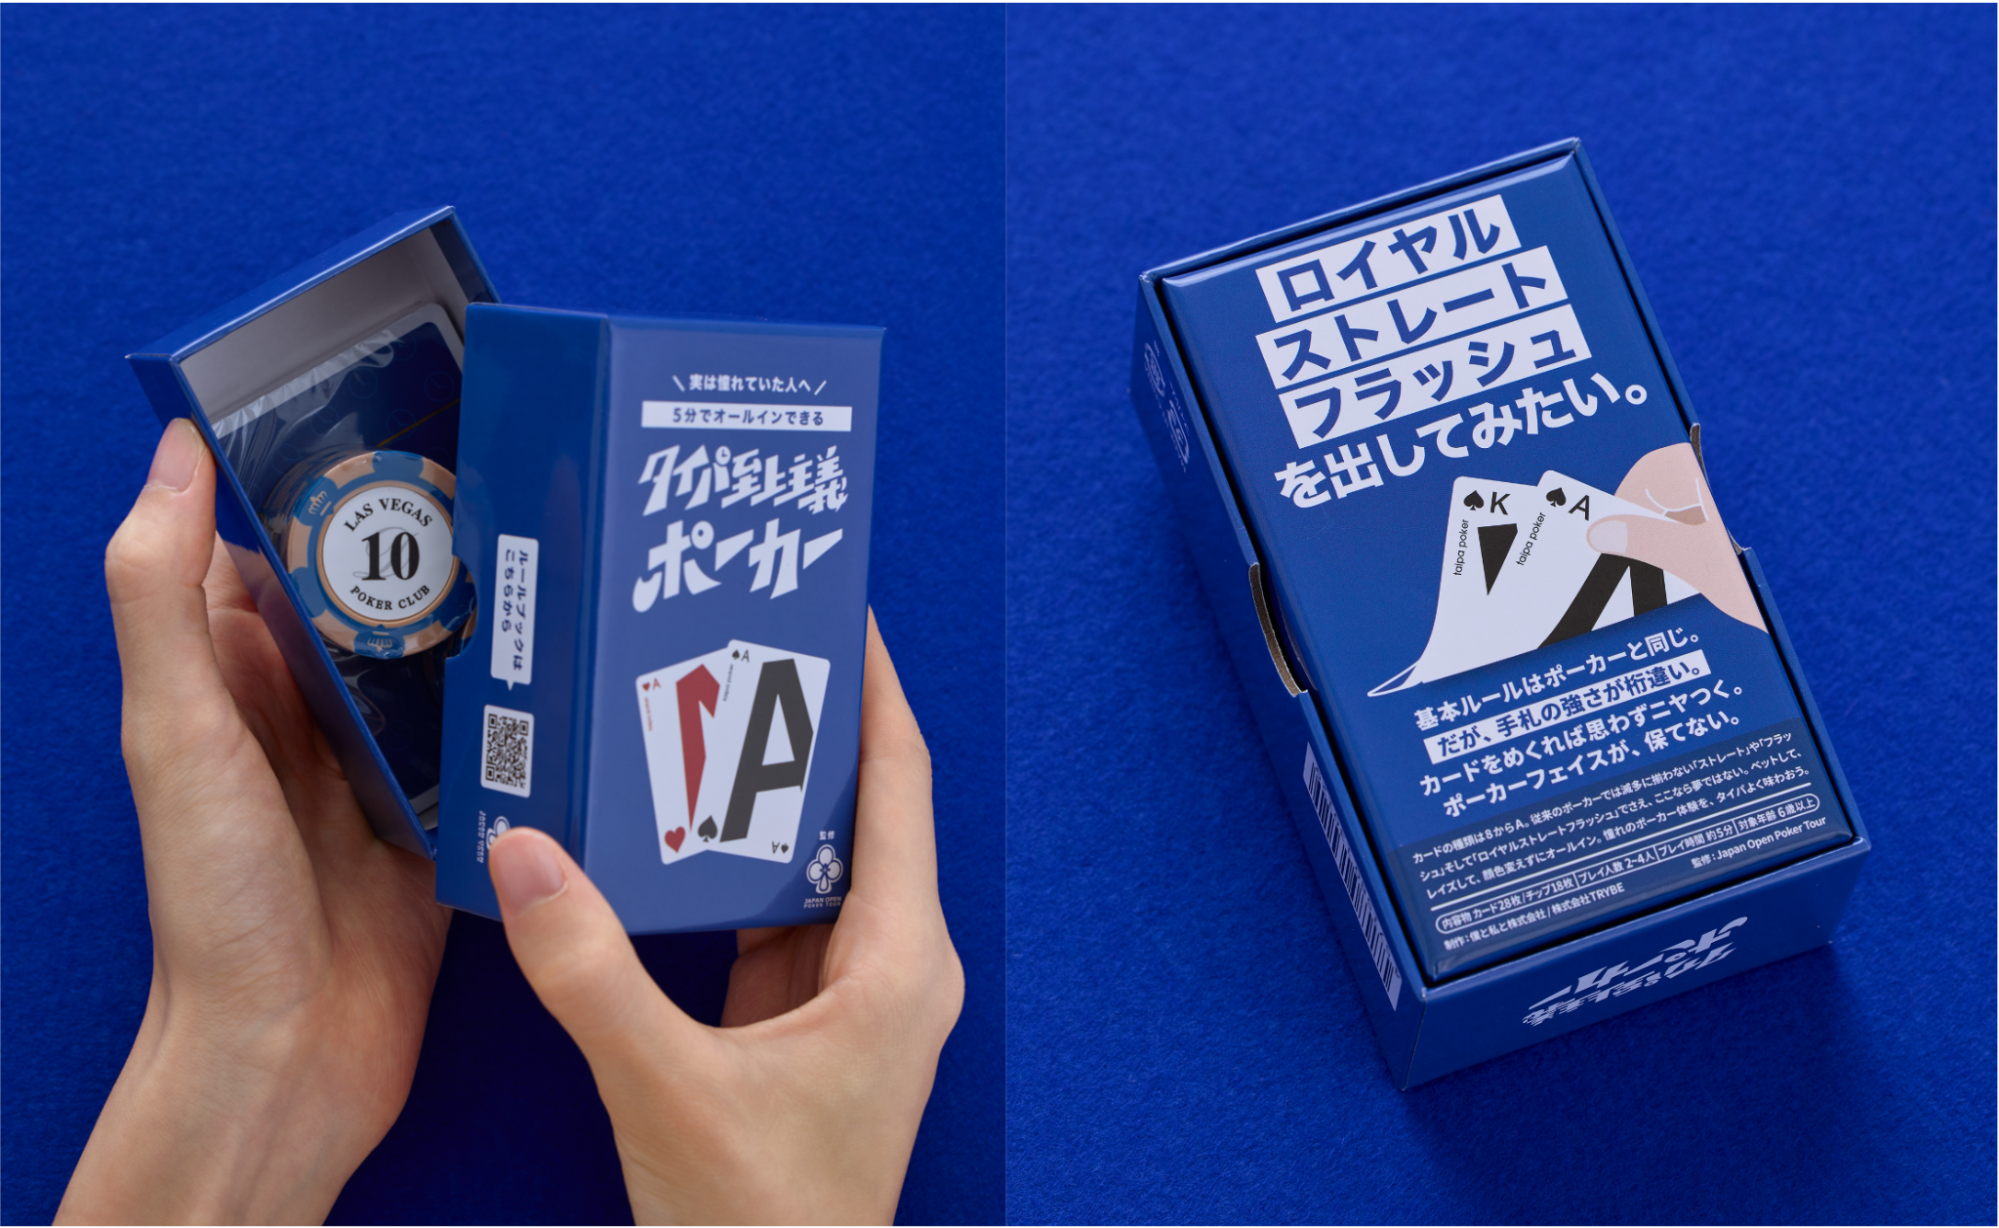 LAS VEGAS
10
POKER CLUB
実は憧れていた人へ
5分でオールインできる
タイパ至上主義
ポーカー
ルールブックは
こちらから
A
A
A
A
監修
JAPAN OPEN
POKER TOUR
ロイヤル
ストレート
フラッシュ
を出してみたい。
K
taipa poker
A
taipa poker
基本ルールはポーカーと同じ。
だが、手札の強さが桁違い。
カードをめくれば思わずニヤつく。
ポーカーフェイスが、保てない。
カードの種類は8からA。従来のポーカーでは滅多に揃わない「ストレート」や「フラッ
シュ」そして「ロイヤルストレートフラッシュ」でさえ、ここなら夢ではない。ベットして、
レイズして、顔色変えずにオールイン。憧れのポーカー体験を、タイパよく味わおう。
内容物 カード28枚/チップ18枚 プレイ人数 2~4人 プレイ時間 約5分 対象年齢 6歳以上
制作：僕と私と株式会社 / 株式会社TRYBE 監修：Japan Open Poker Tour
タイパ至上主義
ポーカー